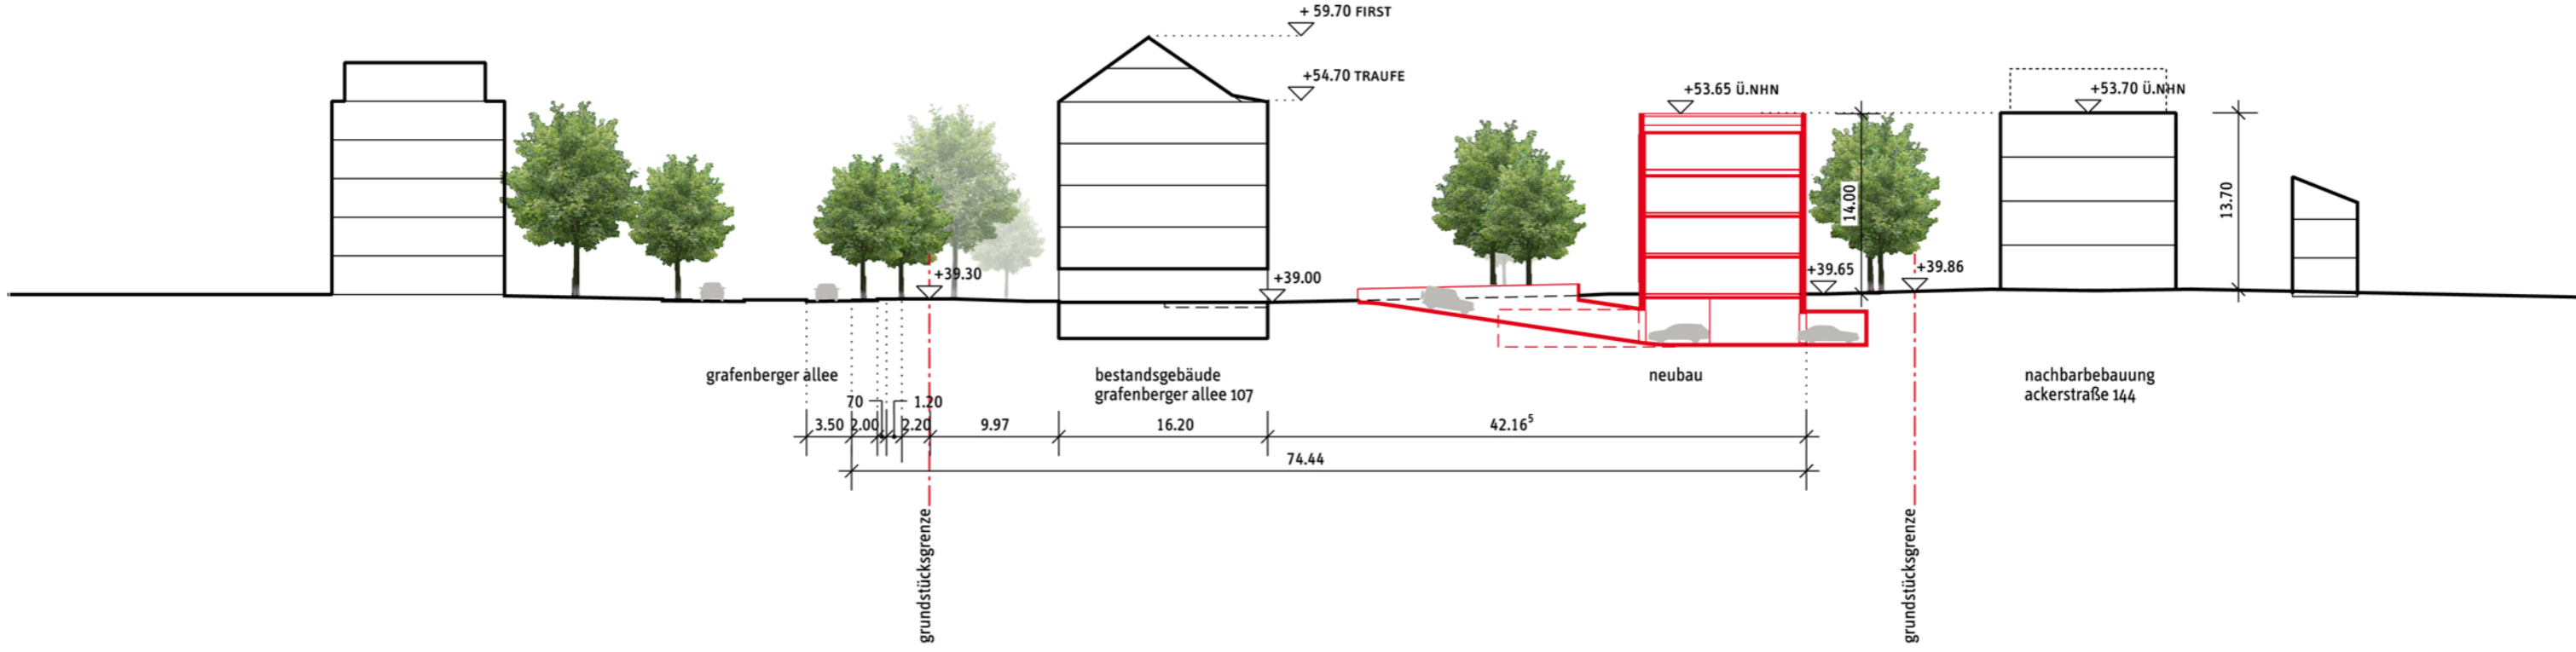 + 59.70 FIRST
+54.70 TRAUFE
+53.65 Ü.NHN
+53.70 Ü.NHN
14.00
13.70
+39.30
+39.00
+39.65
+39.86
grafenberger allee
bestandsgebäude
grafenberger allee 107
neubau
nachbarbebauung
ackerstraße 144
70
1.20
3.50
2.00
2.20
9.97
16.20
42.16⁵
74.44
grundstücksgrenze
grundstücksgrenze